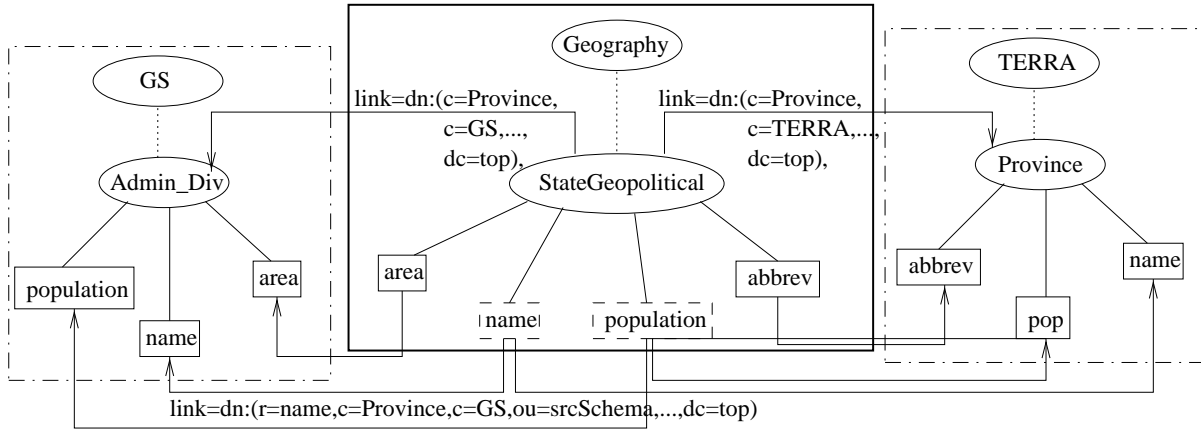 Geography
GS
TERRA
link=dn:(c=Province,
c=GS,...,
dc=top),
link=dn:(c=Province,
c=TERRA,...,
dc=top),
Admin_Div
StateGeopolitical
Province
population
name
area
area
name
population
abbrev
abbrev
pop
name
link=dn:(r=name,c=Province,c=GS,ou=srcSchema,...,dc=top)